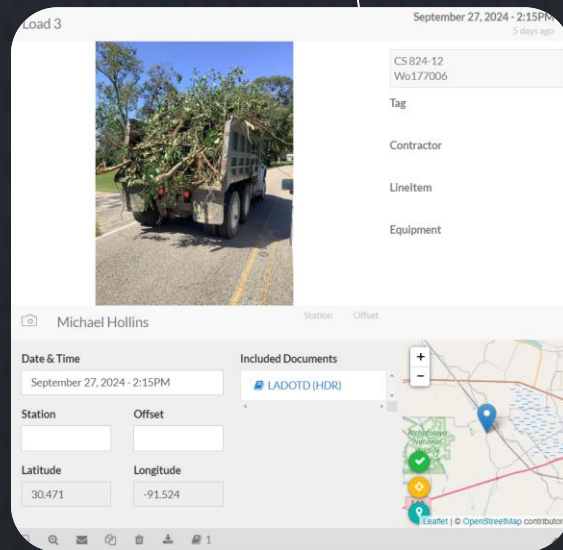 Load 3
September 27, 2024 - 2:15PM
5 days ago
CS 824-12
Wo177006
Tag
Contractor
LineItem
Equipment
Michael Hollins
Station Offset
Date & Time
September 27, 2024 - 2:15PM
Included Documents
LADOTD (HDR)
Station Offset
Latitude Longitude
30.471 -91.524
+
−
Atchafalaya
National
Leaflet | © OpenStreetMap contributor
1